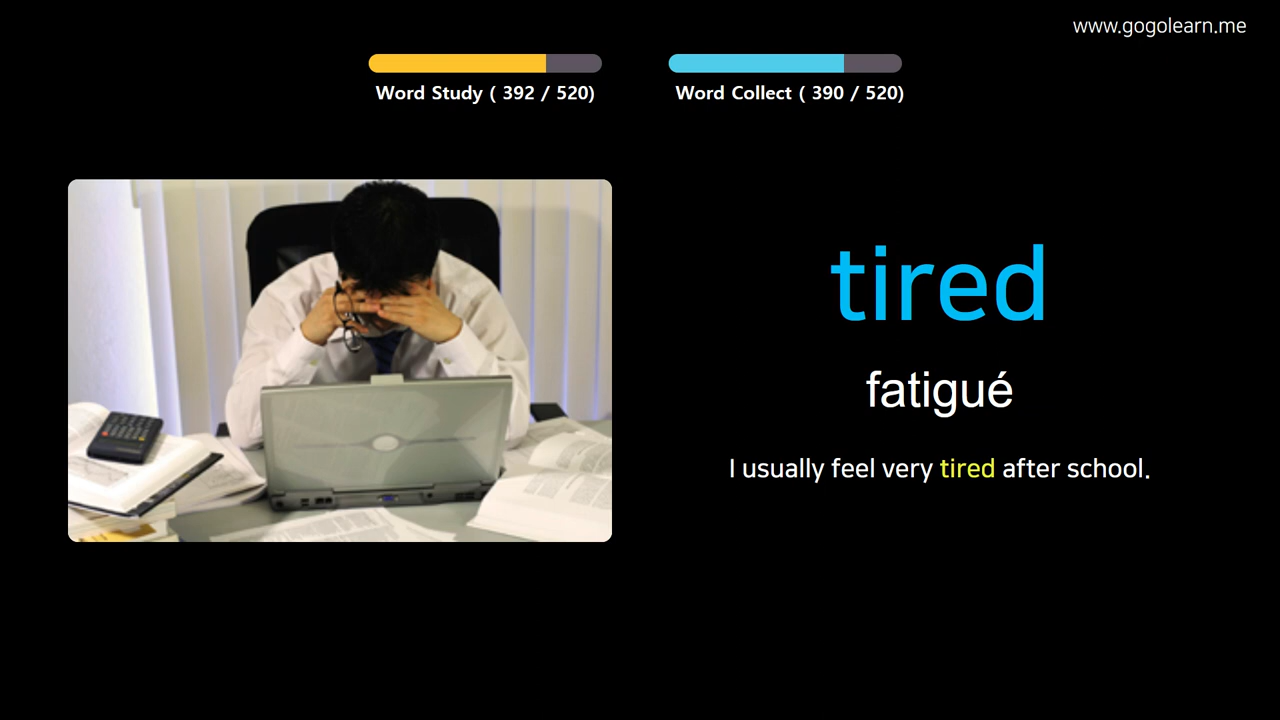 www.gogolearn.me
Word Study ( 392 / 520)
Word Collect ( 390 / 520)
tired
fatigué
I usually feel very tired after school.